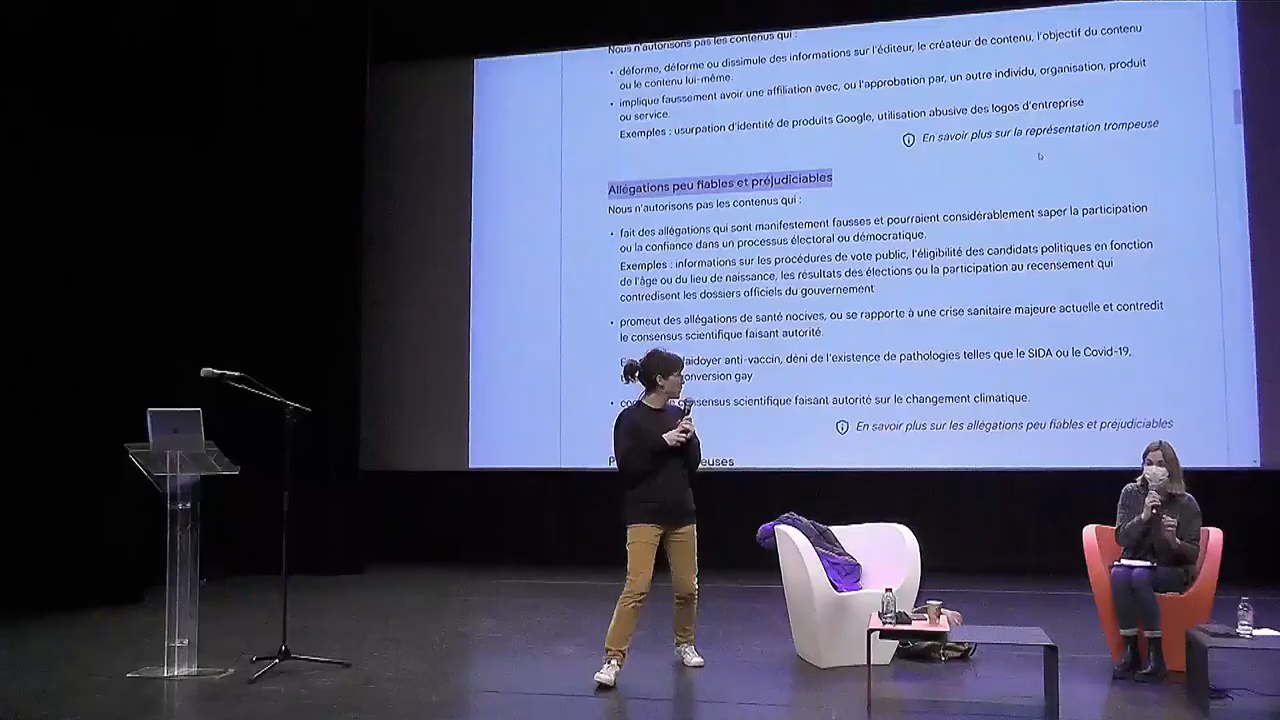 Nous n'autorisons pas les contenus qui :
• déforme, déforme ou dissimule des informations sur l'éditeur, le créateur de contenu, l'objectif du contenu
ou le contenu lui-même.
• implique faussement avoir une affiliation avec, ou l'approbation par, un autre individu, organisation, produit
ou service.
Exemples : usurpation d'identité de produits Google, utilisation abusive des logos d'entreprise
En savoir plus sur la représentation trompeuse
Allégations peu fiables et préjudiciables
Nous n'autorisons pas les contenus qui :
• fait des allégations qui sont manifestement fausses et pourraient considérablement saper la participation
ou la confiance dans un processus électoral ou démocratique.
Exemples : informations sur les procédures de vote public, l'éligibilité des candidats politiques en fonction
de l'âge ou du lieu de naissance, les résultats des élections ou la participation au recensement qui
contredisent les dossiers officiels du gouvernement
• promeut des allégations de santé nocives, ou se rapporte à une crise sanitaire majeure actuelle et contredit
le consensus scientifique faisant autorité.
anti-vaccin, déni de l'existence de pathologies telles que le SIDA ou le Covid-19,
gay
• consensus scientifique faisant autorité sur le changement climatique.
En savoir plus sur les allégations peu fiables et préjudiciables